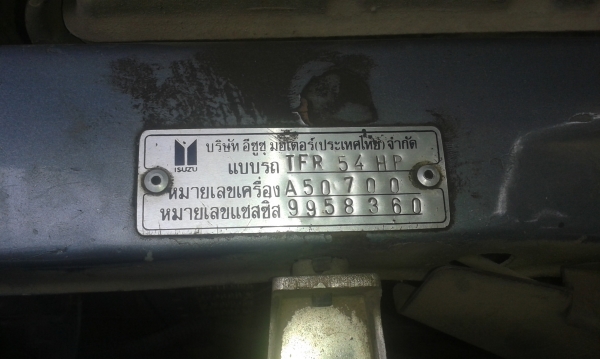 บริษัท อีซูซุ มอเตอร์(ประเทศไทย) จำกัด
ISUZU
แบบรถ TFR 54 HP
หมายเลขเครื่อง A50700
หมายเลขแชสซิส 9958360